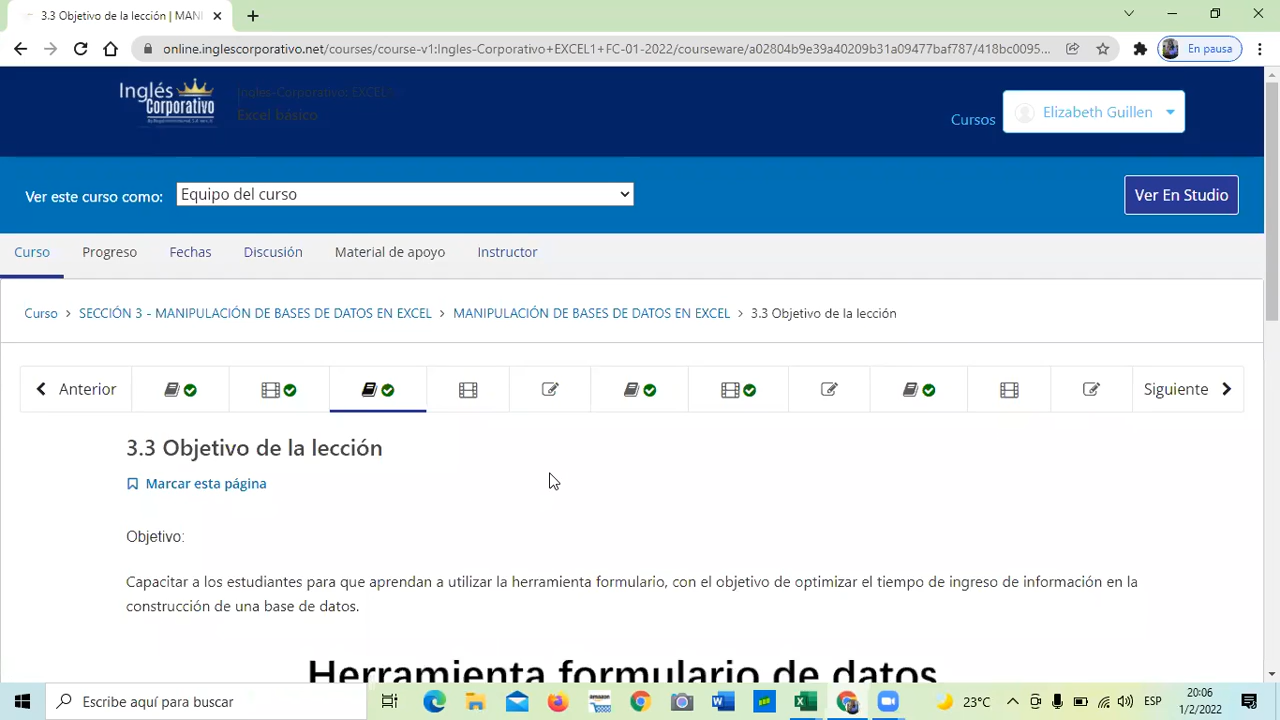 3.3 Objetivo de la lección | MANI
online.inglescorporativo.net/courses/course-v1:Ingles-Corporativo+EXCEL1+FC-01-2022/courseware/a02804b9e39a40209b31a09477baf787/418bc0095...
En pausa
Inglés Corporativo
Ingles-Corporativo: EXCEL1
Excel básico
Cursos
Elizabeth Guillen
Ver este curso como:
Equipo del curso
Ver En Studio
Curso
Progreso
Fechas
Discusión
Material de apoyo
Instructor
Curso > SECCIÓN 3 - MANIPULACIÓN DE BASES DE DATOS EN EXCEL > MANIPULACIÓN DE BASES DE DATOS EN EXCEL > 3.3 Objetivo de la lección
Anterior
Siguiente
3.3 Objetivo de la lección
Marcar esta página
Objetivo:
Capacitar a los estudiantes para que aprendan a utilizar la herramienta formulario, con el objetivo de optimizar el tiempo de ingreso de información en la
construcción de una base de datos.
Herramienta formulario de datos
Escribe aquí para buscar
23°C
ESP
20:06
1/2/2022